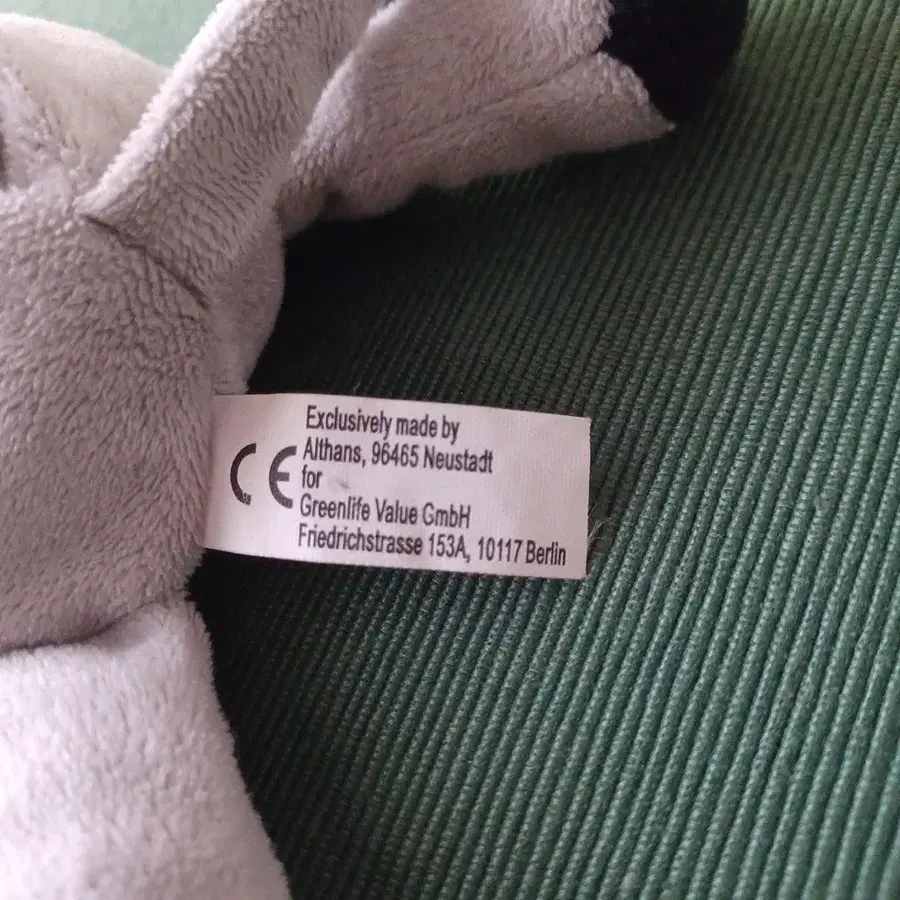 CE
Exclusively made by
Althans, 96465 Neustadt
for
Greenlife Value GmbH
Friedrichstrasse 153A, 10117 Berlin